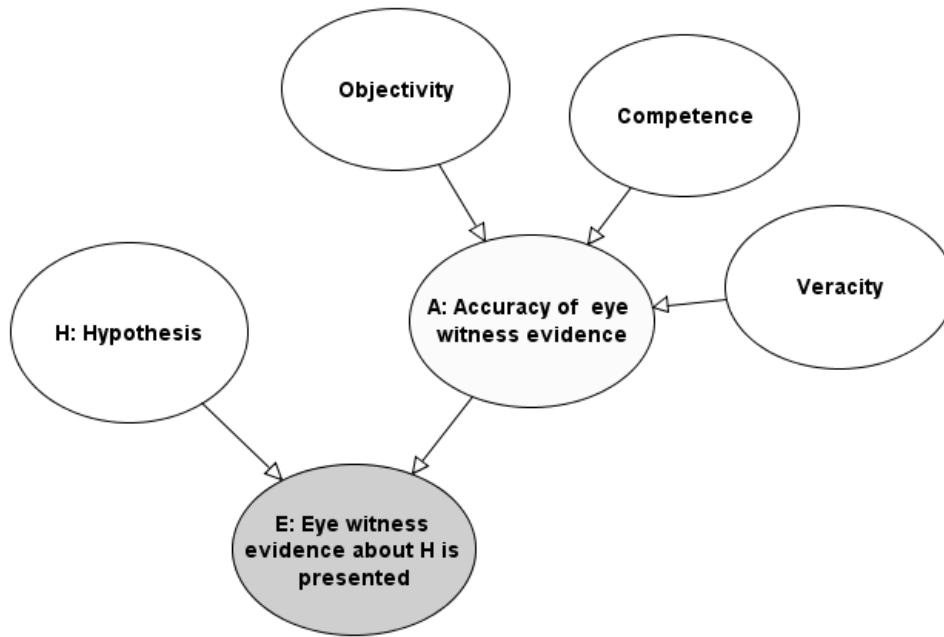 Objectivity
Competence
Veracity
A: Accuracy of eye
witness evidence
H: Hypothesis
E: Eye witness
evidence about H is
presented